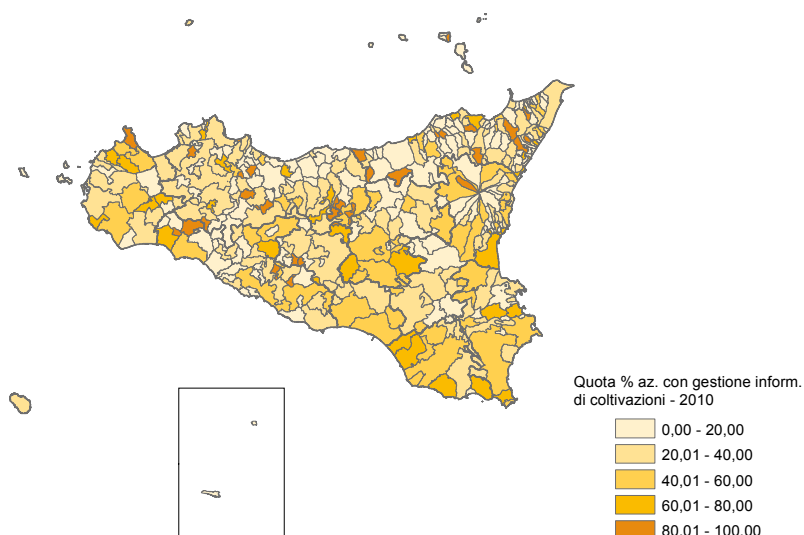 Quota % az. con gestione inform.
di coltivazioni - 2010
0,00 - 20,00
20,01 - 40,00
40,01 - 60,00
60,01 - 80,00
80,01 - 100,00